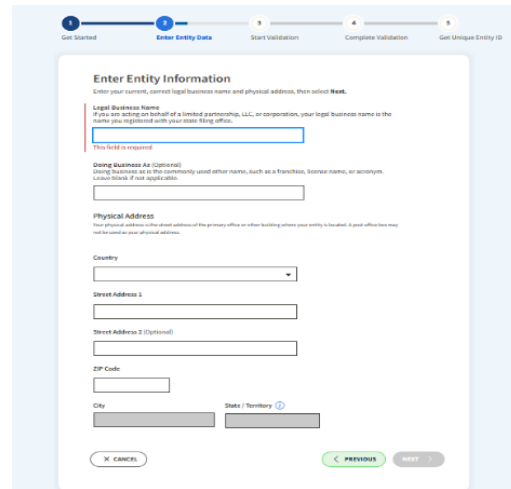 1 2 3 4 5
Get Started Enter Entity Data Start Validation Complete Validation Get Unique Entity ID
Enter Entity Information
Enter your current, correct legal business name and physical address, then select Next.
Legal Business Name
If you are acting on behalf of a limited partnership, LLC, or corporation, your legal business name is the
name you registered with your state filing office.
This field is required
Doing Business As (Optional)
Doing business as is the commonly used other name, such as a franchise, license name, or acronym.
Leave blank if not applicable.
Physical Address
Your physical address is the street address of the primary office or other building where your entity is located. A post office box may
not be used as your physical address.
Country
Street Address 1
Street Address 2 (Optional)
ZIP Code
City State / Territory i
X CANCEL < PREVIOUS NEXT >